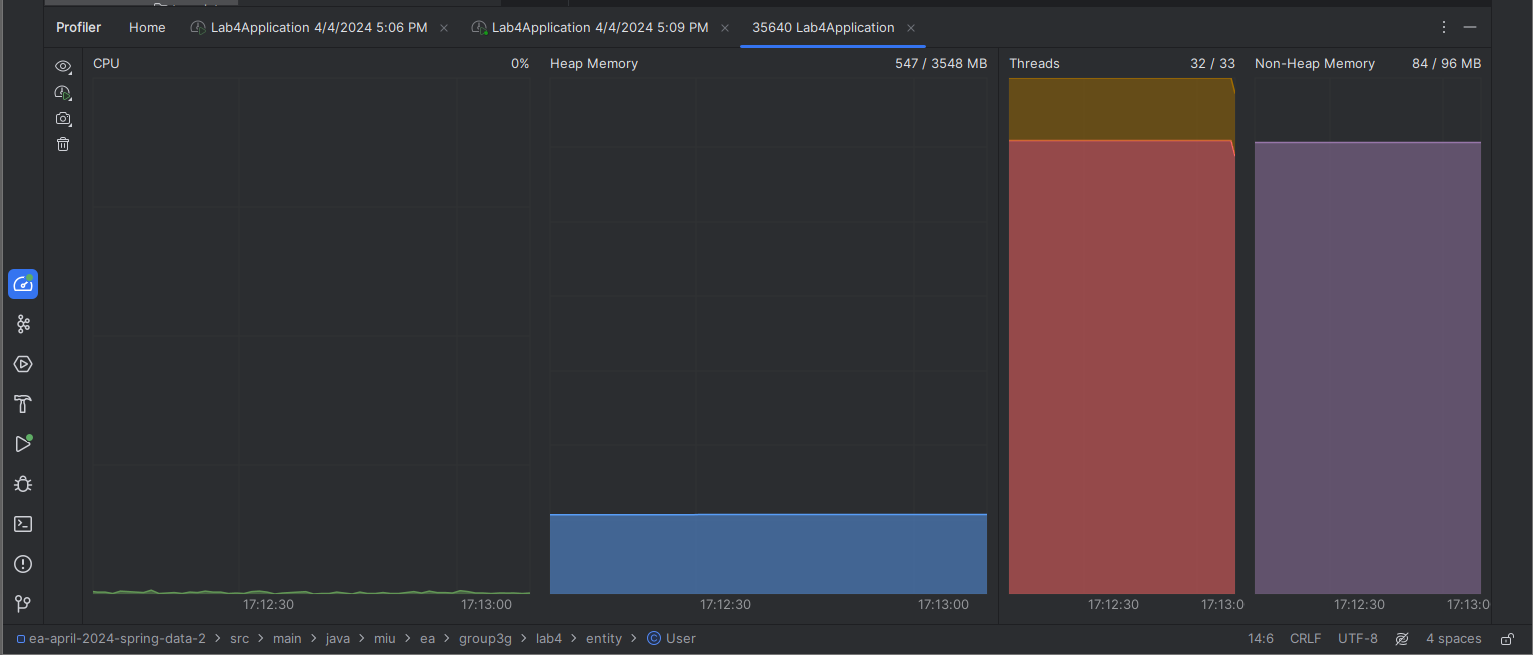 Profiler Home Lab4Application 4/4/2024 5:06 PM Lab4Application 4/4/2024 5:09 PM 35640 Lab4Application
CPU 0% Heap Memory 547 / 3548 MB Threads 32 / 33 Non-Heap Memory 84 / 96 MB
17:12:30 17:13:00 17:12:30 17:13:00 17:12:30 17:13:0 17:12:30 17:13:0
ea-april-2024-spring-data-2 > src > main > java > miu > ea > group3g > lab4 > entity > User 14:6 CRLF UTF-8 4 spaces